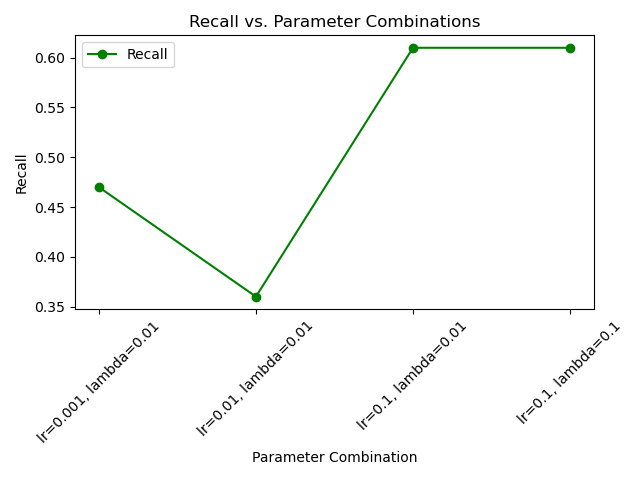 Recall vs. Parameter Combinations
Recall
Recall
0.60
0.55
0.50
0.45
0.40
0.35
lr=0.001, lambda=0.01
lr=0.01, lambda=0.01
lr=0.1, lambda=0.01
lr=0.1, lambda=0.1
Parameter Combination